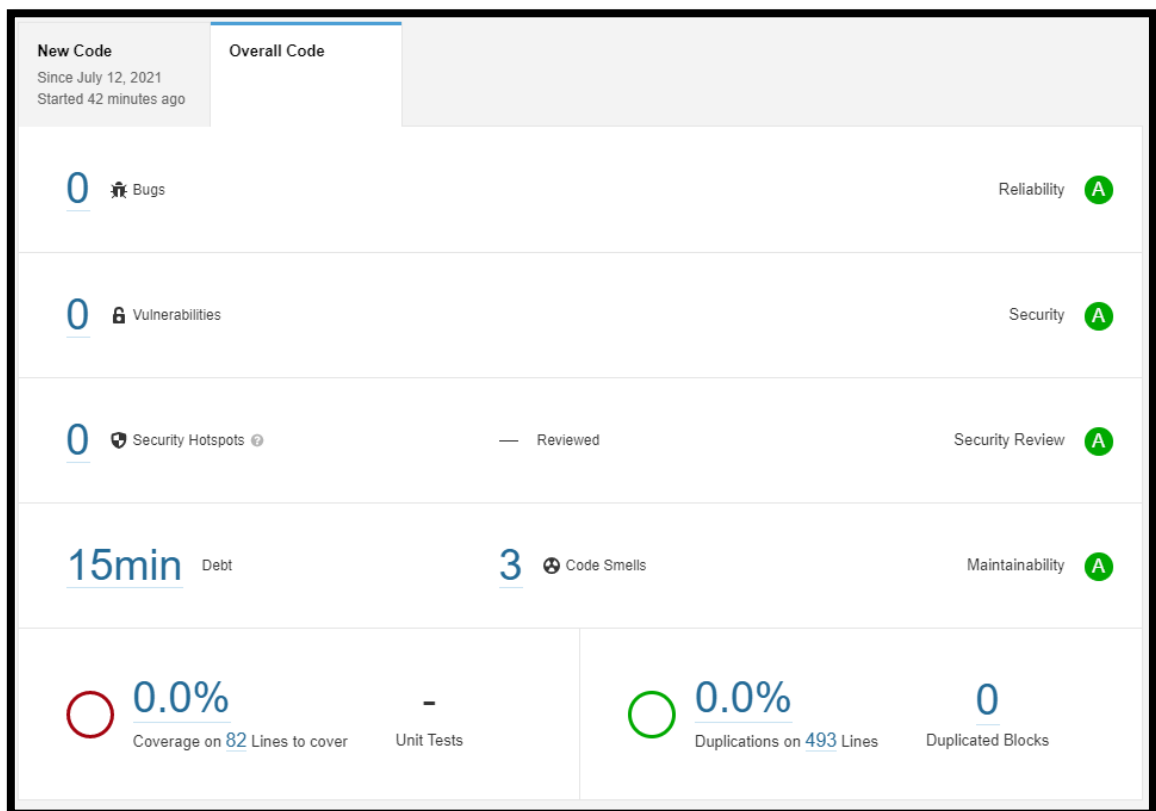 New Code
Since July 12, 2021
Started 42 minutes ago
Overall Code
0 Bugs Reliability A
0 Vulnerabilities Security A
0 Security Hotspots ? — Reviewed Security Review A
15min Debt 3 Code Smells Maintainability A
0.0%
Coverage on 82 Lines to cover
-
Unit Tests
0.0%
Duplications on 493 Lines
0
Duplicated Blocks